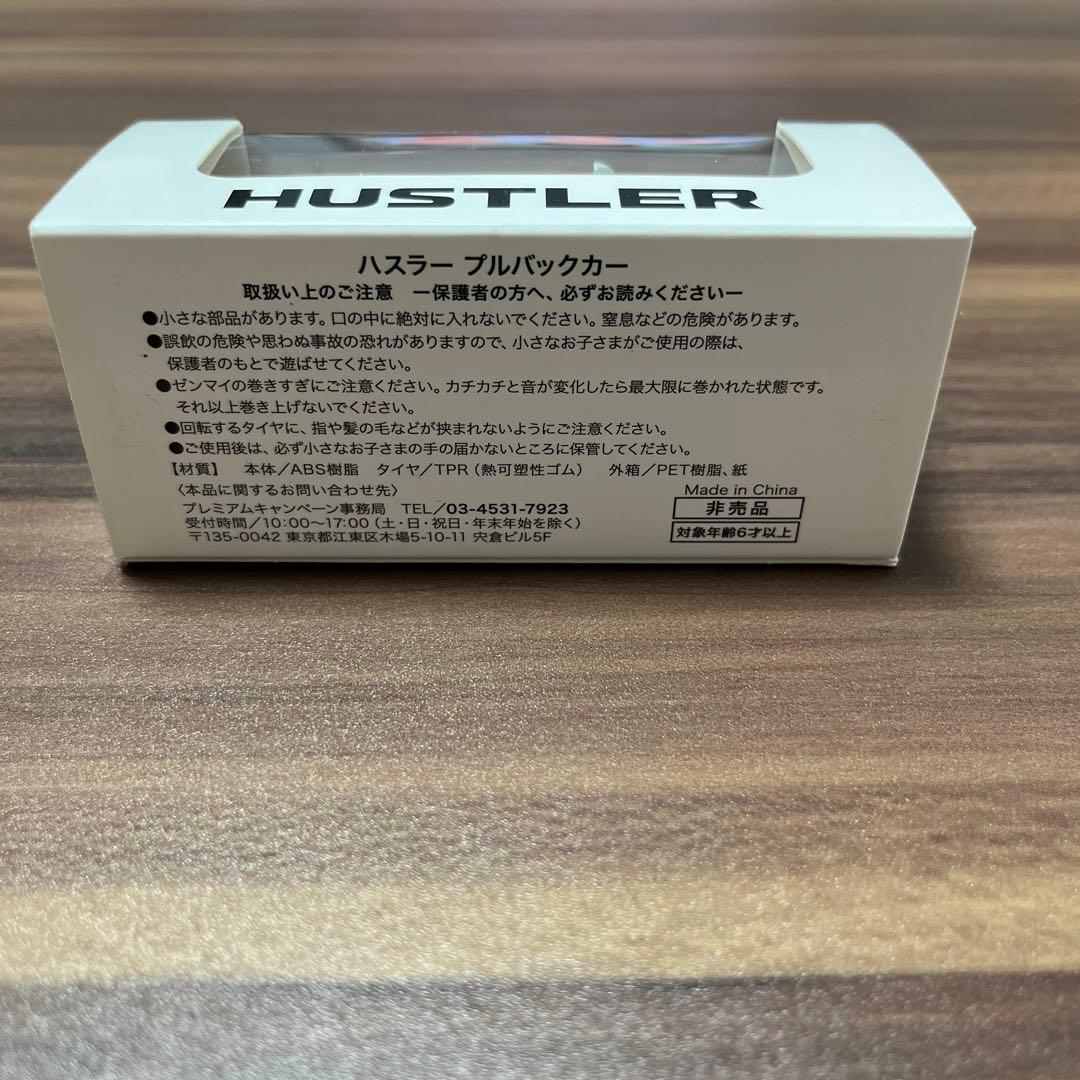 HUSTLER
ハスラー プルバックカー
取扱い上のご注意 ー保護者の方へ、必ずお読みくださいー
●小さな部品があります。口の中に絶対に入れないでください。窒息などの危険があります。
●誤飲の危険や思わぬ事故の恐れがありますので、小さなお子さまがご使用の際は、
保護者のもとで遊ばせてください。
●ゼンマイの巻きすぎにご注意ください。カチカチと音が変化したら最大限に巻かれた状態です。
それ以上巻き上げないでください。
●回転するタイヤに、指や髪の毛などが挟まれないようにご注意ください。
●ご使用後は、必ず小さなお子さまの手の届かないところに保管してください。
【材質】 本体／ABS樹脂 タイヤ／TPR（熱可塑性ゴム） 外箱／PET樹脂、紙
〈本品に関するお問い合わせ先〉
プレミアムキャンペーン事務局 TEL／03-4531-7923
受付時間／10:00〜17:00（土・日・祝日・年末年始を除く）
〒135-0042 東京都江東区木場5-10-11 宍倉ビル5F
Made in China
非売品
対象年齢6才以上